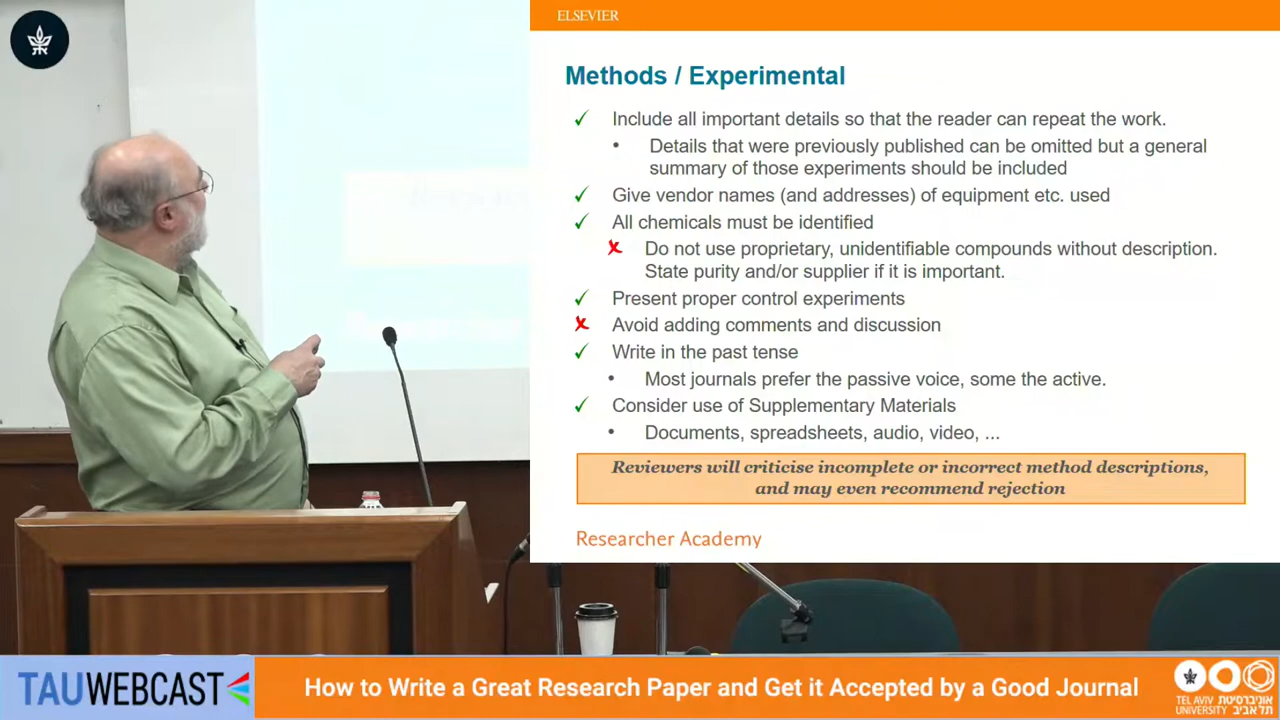 ELSEVIER
Methods / Experimental
✓ Include all important details so that the reader can repeat the work.
• Details that were previously published can be omitted but a general
summary of those experiments should be included
✓ Give vendor names (and addresses) of equipment etc. used
✓ All chemicals must be identified
✗ Do not use proprietary, unidentifiable compounds without description.
State purity and/or supplier if it is important.
✓ Present proper control experiments
✗ Avoid adding comments and discussion
✓ Write in the past tense
• Most journals prefer the passive voice, some the active.
✓ Consider use of Supplementary Materials
• Documents, spreadsheets, audio, video, ...
Reviewers will criticise incomplete or incorrect method descriptions,
and may even recommend rejection
Researcher Academy
TAUWEBCAST
How to Write a Great Research Paper and Get it Accepted by a Good Journal
TEL AVIV אוניברסיטת
UNIVERSITY תל אביב